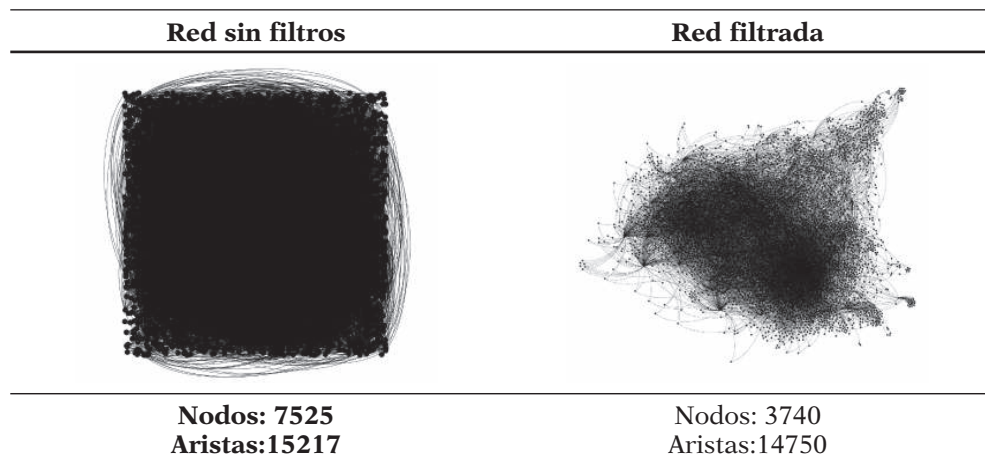 Red sin filtros
Red filtrada
Nodos: 7525
Aristas:15217
Nodos: 3740
Aristas:14750